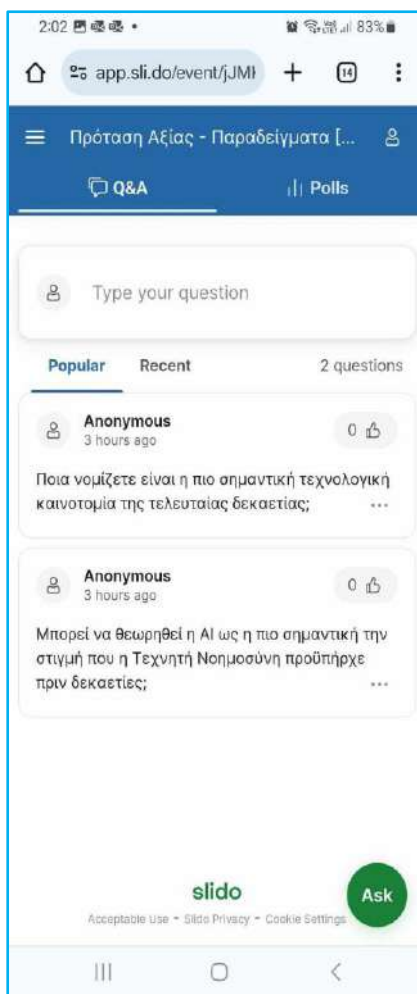 2:02
83%
app.sli.do/event/jJMH
14
Πρόταση Αξίας - Παραδείγματα [...
Q&A
Polls
Type your question
Popular Recent 2 questions
Anonymous
0
3 hours ago
Ποια νομίζετε είναι η πιο σημαντική τεχνολογική
καινοτομία της τελευταίας δεκαετίας;
Anonymous
0
3 hours ago
Μπορεί να θεωρηθεί η AI ως η πιο σημαντική την
στιγμή που η Τεχνητή Νοημοσύνη προϋπήρχε
πριν δεκαετίες;
slido
Ask
Acceptable Use - Slido Privacy - Cookie Settings